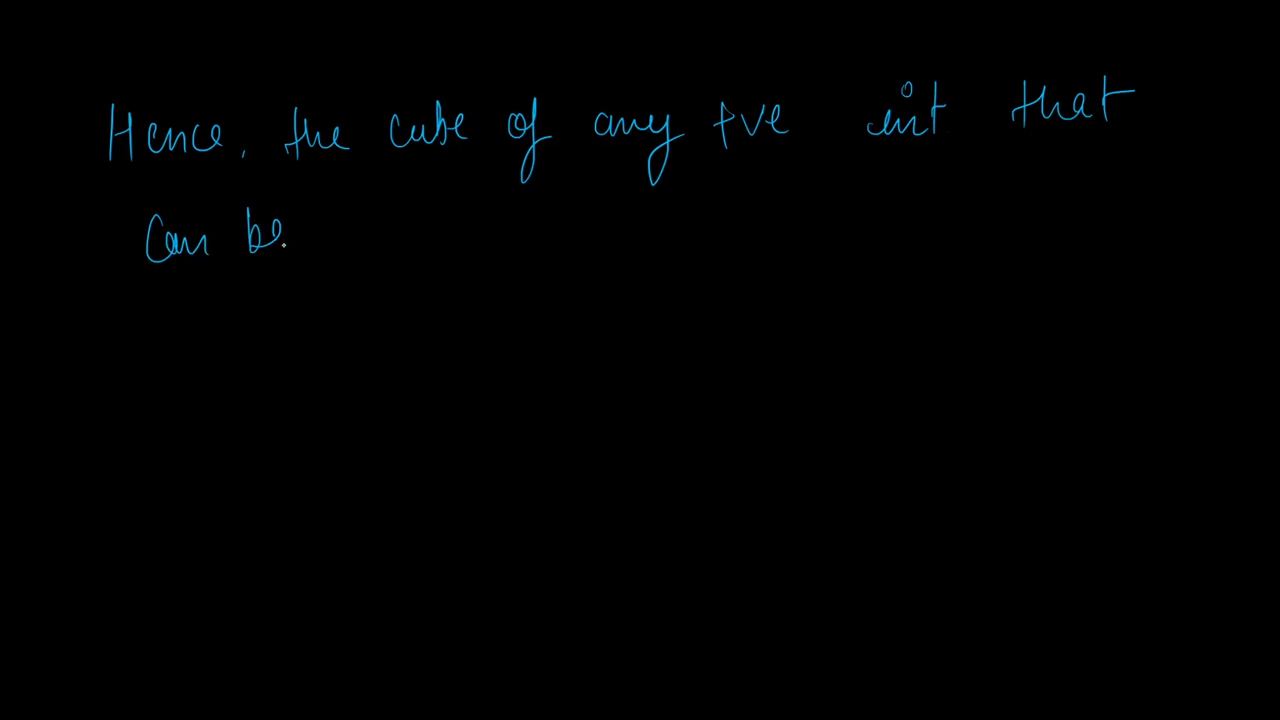 Hence, the cube of any +ve int that
Can be